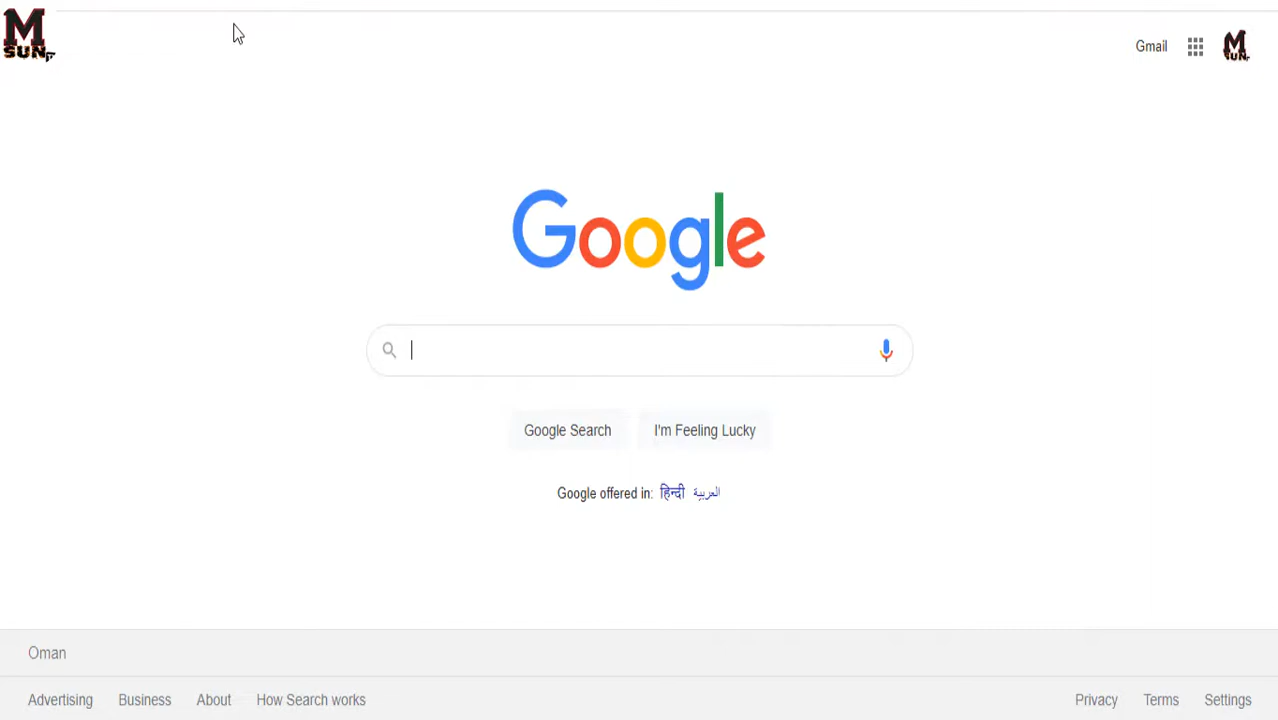 M
SUN
Gmail
M
SUN
Google
Google Search
I'm Feeling Lucky
Google offered in: हिन्दी العربية
Oman
Advertising Business About How Search works
Privacy Terms Settings